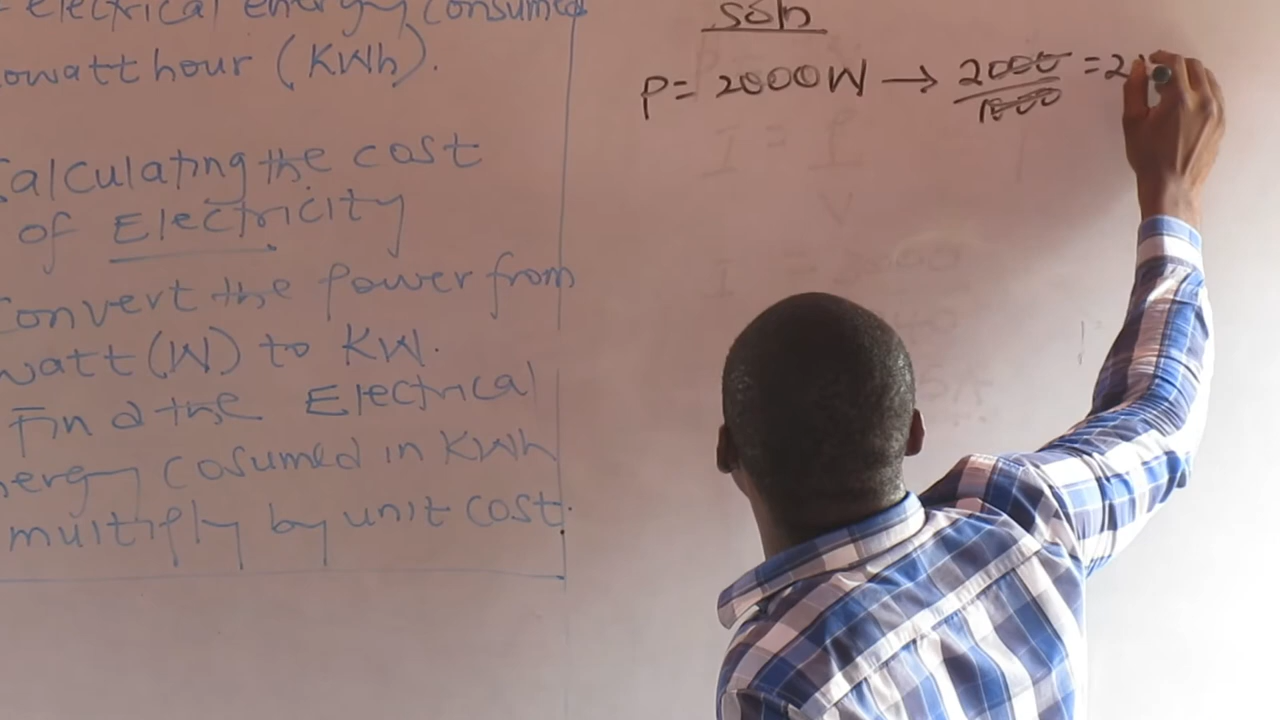 electrical energy consumed
owatt hour (KWh).
alculating the cost
of Electricity
onvert the power from
watt (W) to KW.
Find the Electrical
nergy cosumed in KWh
multiply by unit cost.
soln
P = 2000W → 2000/1000 = 2